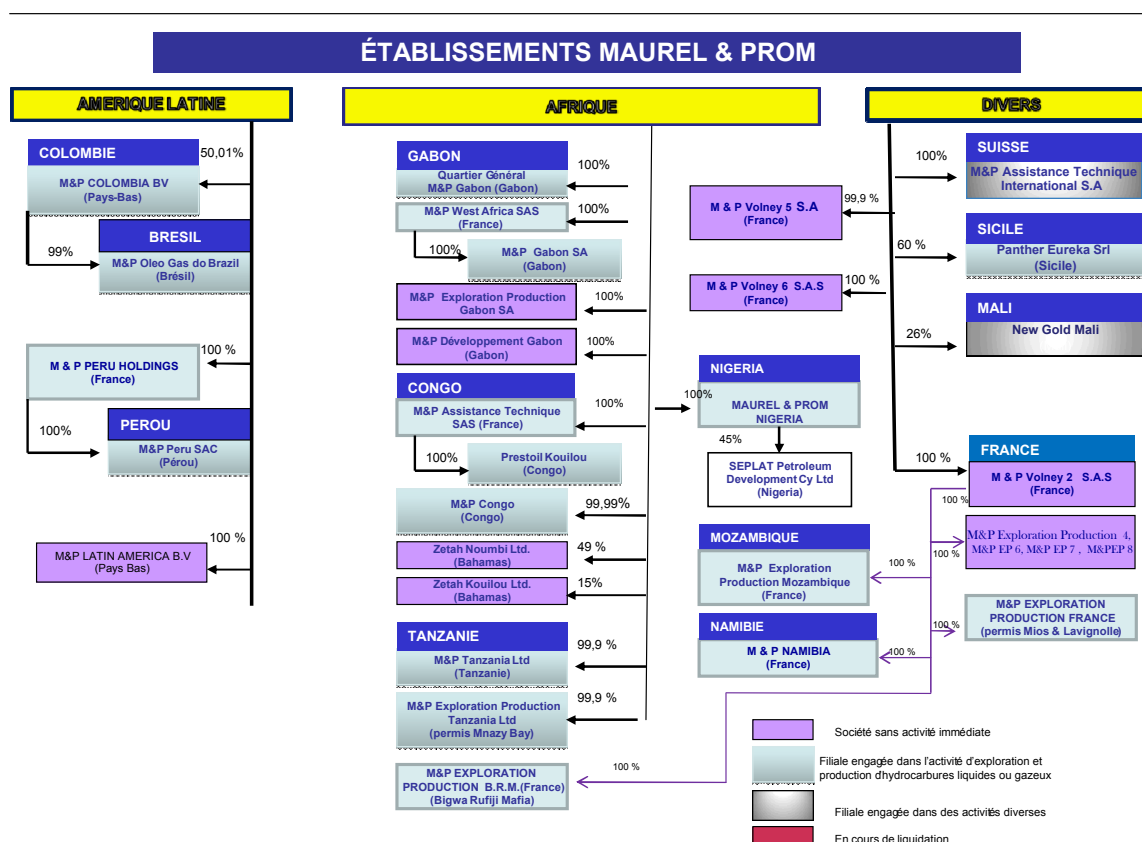 ÉTABLISSEMENTS MAUREL & PROM
AMERIQUE LATINE
COLOMBIE
50,01%
M&P COLOMBIA BV
(Pays-Bas)
BRESIL
99%
M&P Oleo Gas do Brazil
(Brésil)
100 %
M & P PERU HOLDINGS
(France)
PEROU
100%
M&P Peru SAC
(Pérou)
100 %
M&P LATIN AMERICA B.V
(Pays Bas)
AFRIQUE
GABON
Quartier Général
M&P Gabon (Gabon)
100%
M&P West Africa SAS
(France)
100%
100%
M&P Gabon SA
(Gabon)
M&P Exploration Production
Gabon SA
100%
M&P Développement Gabon
(Gabon)
100%
CONGO
M&P Assistance Technique
SAS (France)
100%
100%
Prestoil Kouilou
(Congo)
M&P Congo
(Congo)
99,99%
Zetah Noumbi Ltd.
(Bahamas)
49 %
Zetah Kouilou Ltd.
(Bahamas)
15%
TANZANIE
M&P Tanzania Ltd
(Tanzanie)
99,9 %
M&P Exploration Production
Tanzania Ltd
(permis Mnazy Bay)
99,9 %
M&P EXPLORATION
PRODUCTION B.R.M.(France)
(Bigwa Rufiji Mafia)
100 %
100 %
M & P Volney 5 S.A
(France)
99,9 %
M & P Volney 6 S.A.S
(France)
100 %
NIGERIA
100%
MAUREL & PROM
NIGERIA
45%
SEPLAT Petroleum
Development Cy Ltd
(Nigeria)
MOZAMBIQUE
M&P Exploration
Production Mozambique
(France)
100 %
NAMIBIE
M & P NAMIBIA
(France)
100 %
DIVERS
SUISSE
100%
M&P Assistance Technique
International S.A
SICILE
60 %
Panther Eureka Srl
(Sicile)
MALI
26%
New Gold Mali
FRANCE
100 %
M & P Volney 2 S.A.S
(France)
100 %
M&P Exploration Production 4,
M&P EP 6, M&P EP 7 , M&PEP 8
100 %
M&P EXPLORATION
PRODUCTION FRANCE
(permis Mios & Lavignolle)
100 %
Société sans activité immédiate
Filiale engagée dans l'activité d'exploration et
production d'hydrocarbures liquides ou gazeux
Filiale engagée dans des activités diverses
En cours de liquidation